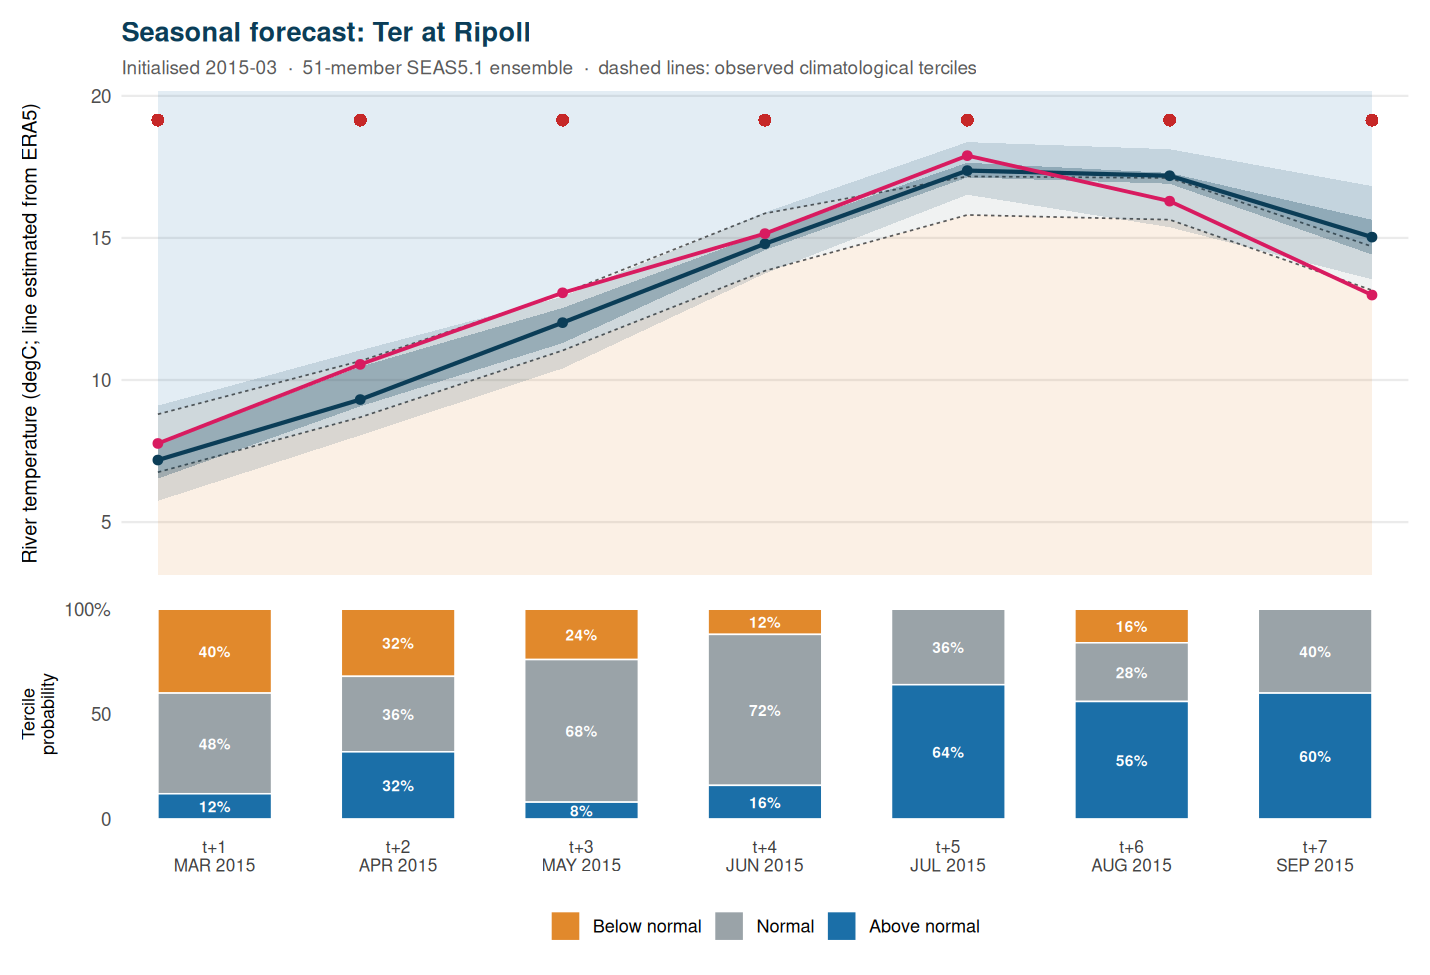 Seasonal forecast: Ter at Ripoll
Initialised 2015-03 · 51-member SEAS5.1 ensemble · dashed lines: observed climatological terciles
River temperature (degC; line estimated from ERA5)
20
15
10
5
Tercile
probability
100%
50
0
40%
48%
12%
32%
36%
32%
24%
68%
8%
12%
72%
16%
36%
64%
16%
28%
56%
40%
60%
t+1
MAR 2015
t+2
APR 2015
t+3
MAY 2015
t+4
JUN 2015
t+5
JUL 2015
t+6
AUG 2015
t+7
SEP 2015
Below normal
Normal
Above normal